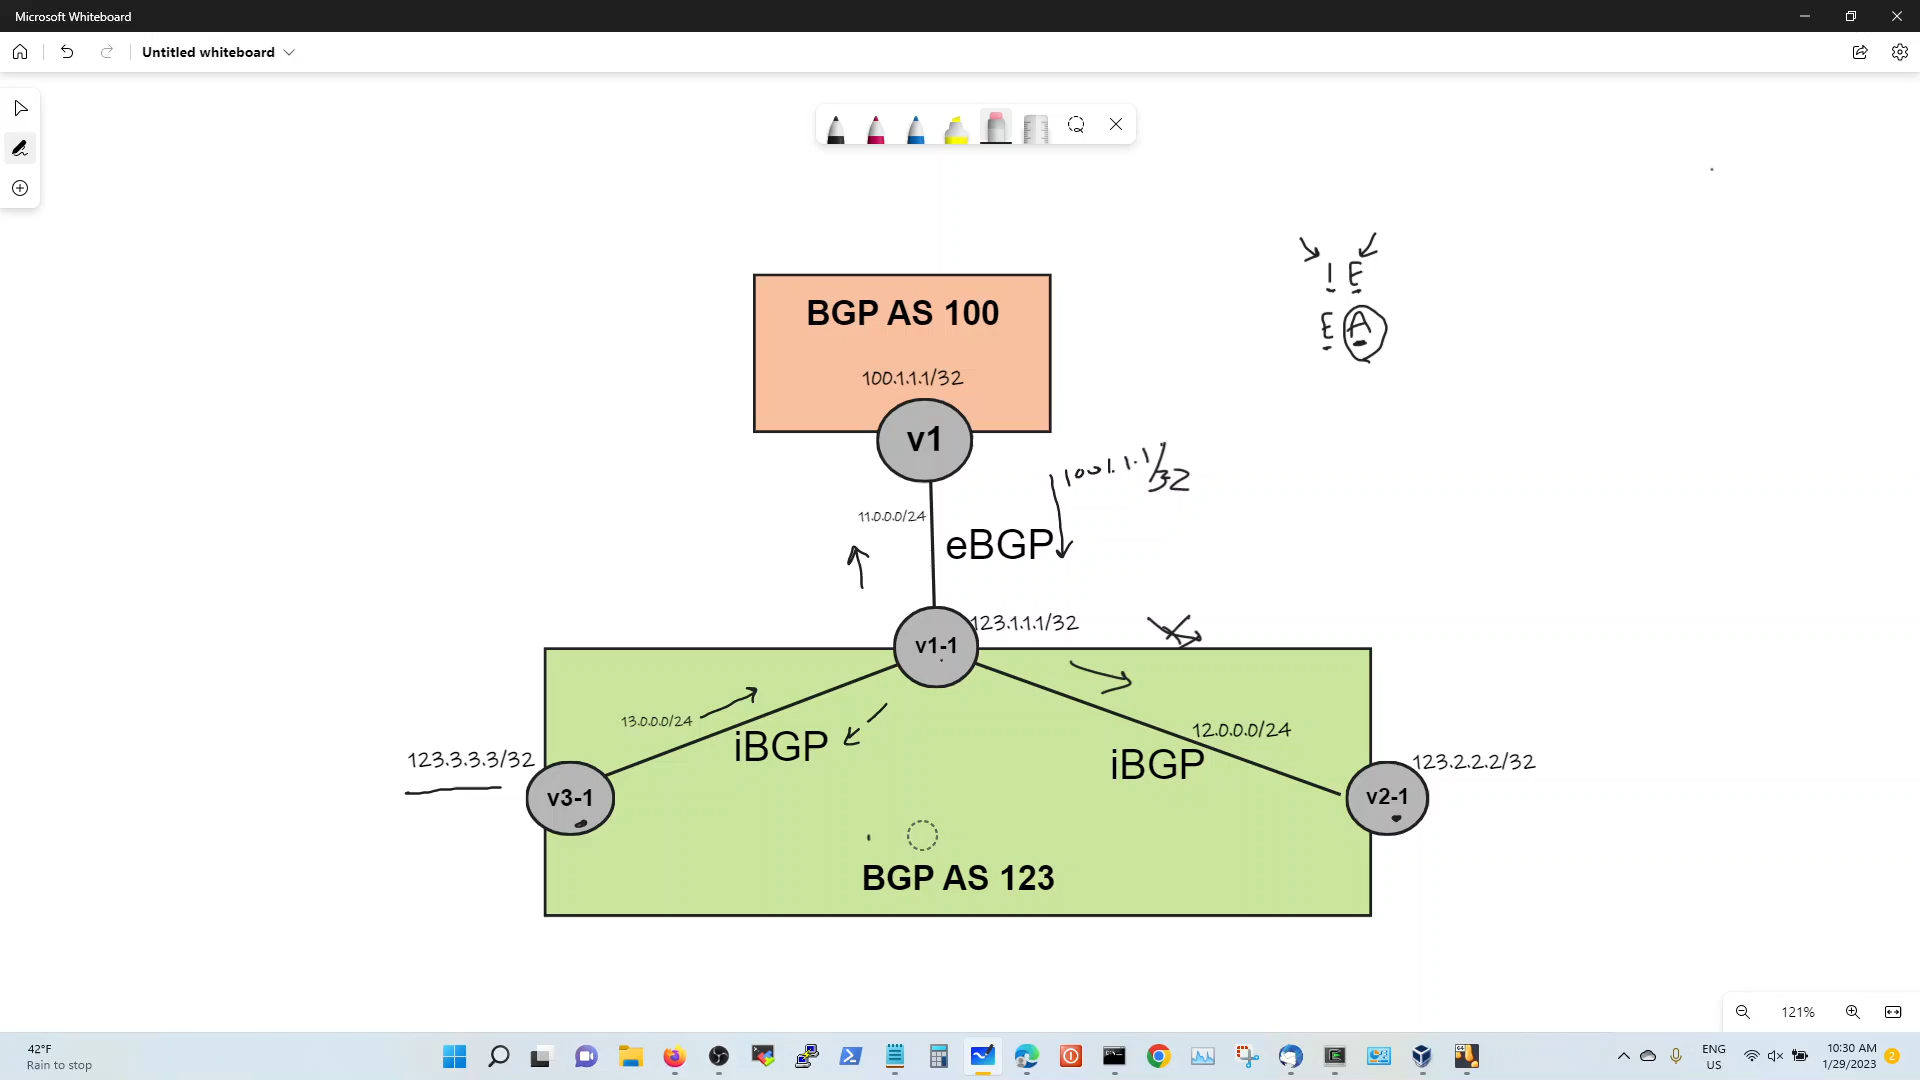 Microsoft Whiteboard
Untitled whiteboard
I E
E A
BGP AS 100
100.1.1.1/32
v1
1001.1.1/32
11.0.0.0/24
eBGP
123.1.1.1/32
v1-1
13.0.0.0/24
iBGP
12.0.0.0/24
iBGP
123.3.3.3/32
123.2.2.2/32
v3-1
v2-1
BGP AS 123
121%
42°F
Rain to stop
ENG
US
10:30 AM
1/29/2023
2